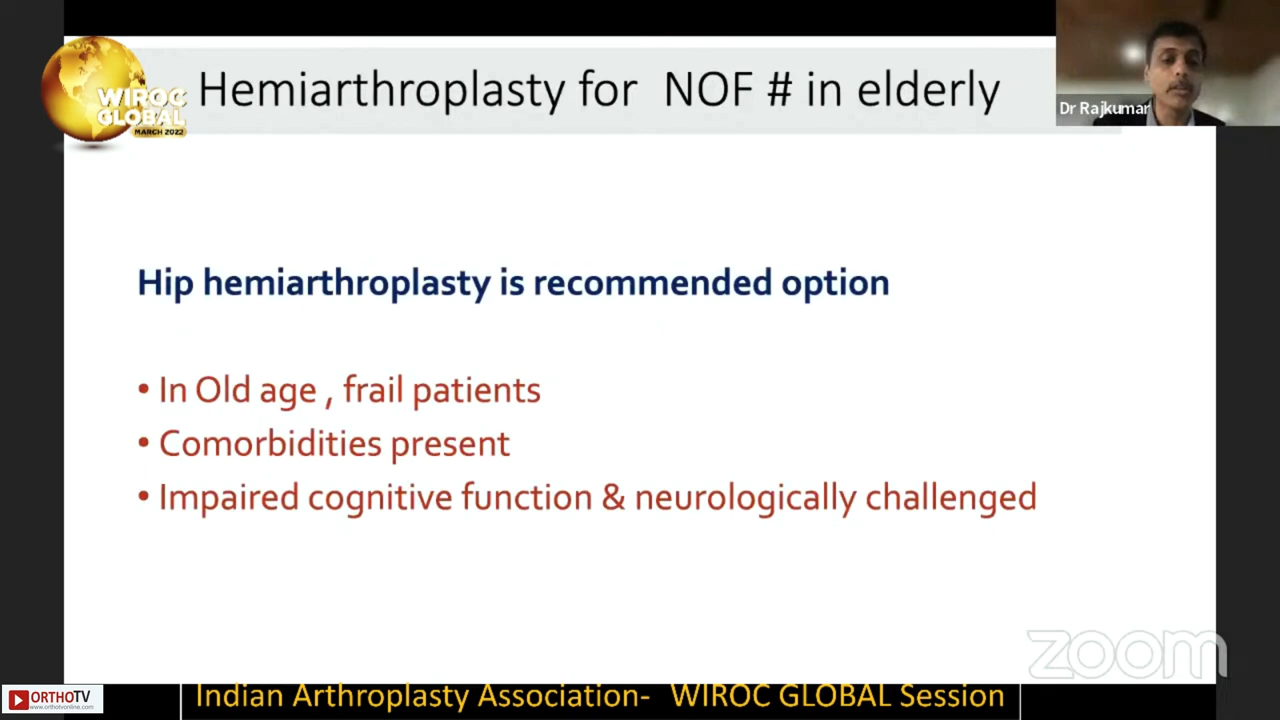 WIROC
GLOBAL
MARCH 2022
Hemiarthroplasty for NOF # in elderly
Dr Rajkumar
Hip hemiarthroplasty is recommended option
• In Old age , frail patients
• Comorbidities present
• Impaired cognitive function & neurologically challenged
zoom
ORTHOTV
www.orthotvonline.com
Indian Arthroplasty Association- WIROC GLOBAL Session